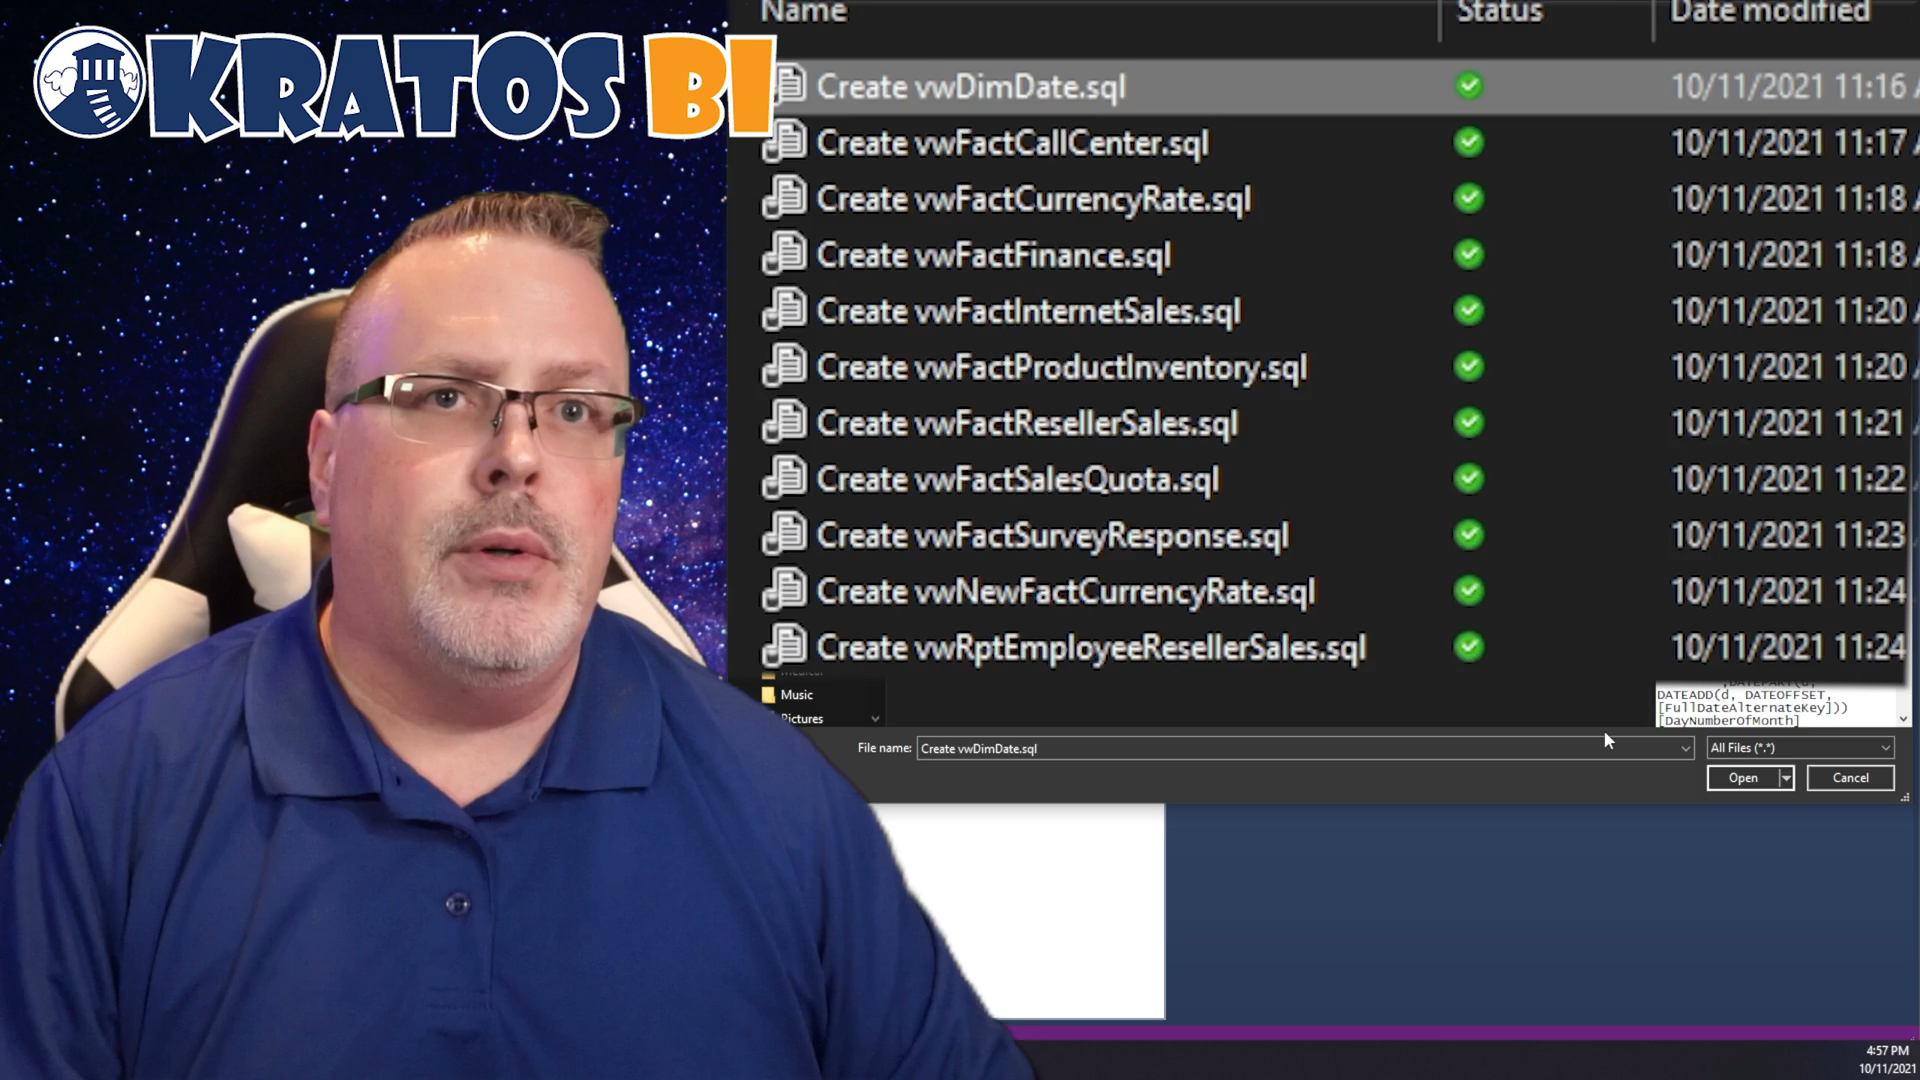 KRATOS BI
Name Status Date modified
Create vwDimDate.sql 10/11/2021 11:16
Create vwFactCallCenter.sql 10/11/2021 11:17
Create vwFactCurrencyRate.sql 10/11/2021 11:18
Create vwFactFinance.sql 10/11/2021 11:18
Create vwFactInternetSales.sql 10/11/2021 11:20
Create vwFactProductInventory.sql 10/11/2021 11:20
Create vwFactResellerSales.sql 10/11/2021 11:21
Create vwFactSalesQuota.sql 10/11/2021 11:22
Create vwFactSurveyResponse.sql 10/11/2021 11:23
Create vwNewFactCurrencyRate.sql 10/11/2021 11:24
Create vwRptEmployeeResellerSales.sql 10/11/2021 11:24
Music
Pictures
DATEADD(d, DATEOFFSET,
[FullDateAlternateKey]))
[DayNumberOfMonth]
File name: Create vwDimDate.sql All Files (*.*)
Open Cancel
4:57 PM
10/11/2021